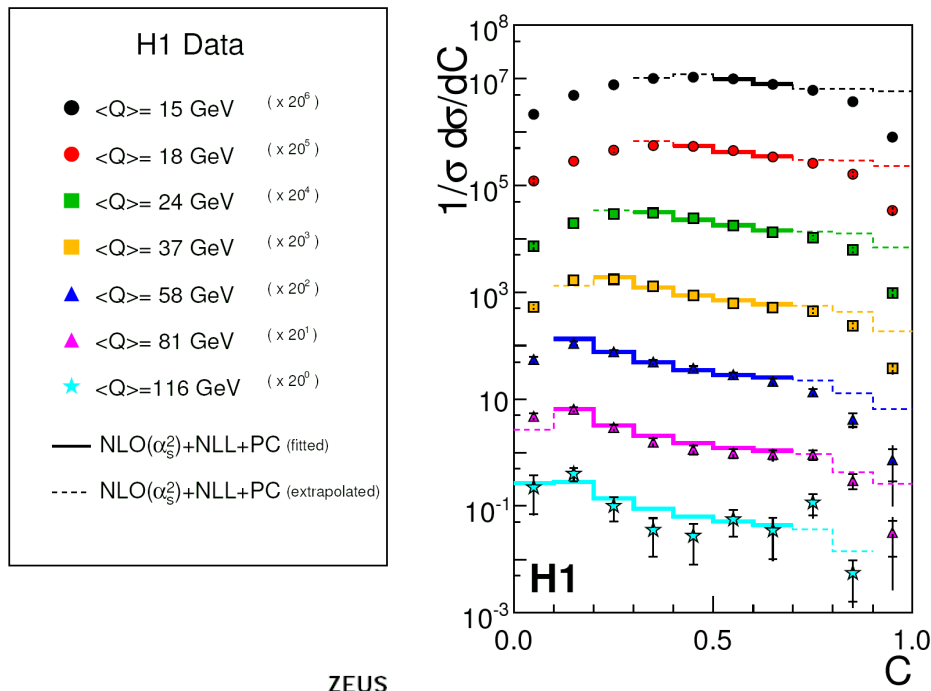 H1 Data
<Q>= 15 GeV ( x 10⁶ )
<Q>= 18 GeV ( x 20⁵ )
<Q>= 24 GeV ( x 20⁴ )
<Q>= 37 GeV ( x 20³ )
<Q>= 58 GeV ( x 20² )
<Q>= 81 GeV ( x 20¹ )
<Q>=116 GeV ( x 20⁰ )
NLO(αs²)+NLL+PC (fitted)
NLO(αs²)+NLL+PC (extrapolated)
1/σ dσ/dC
10⁸
10⁷
10⁵
10³
10
10⁻¹
10⁻³
H1
0.0
0.5
1.0
C
ZEUS